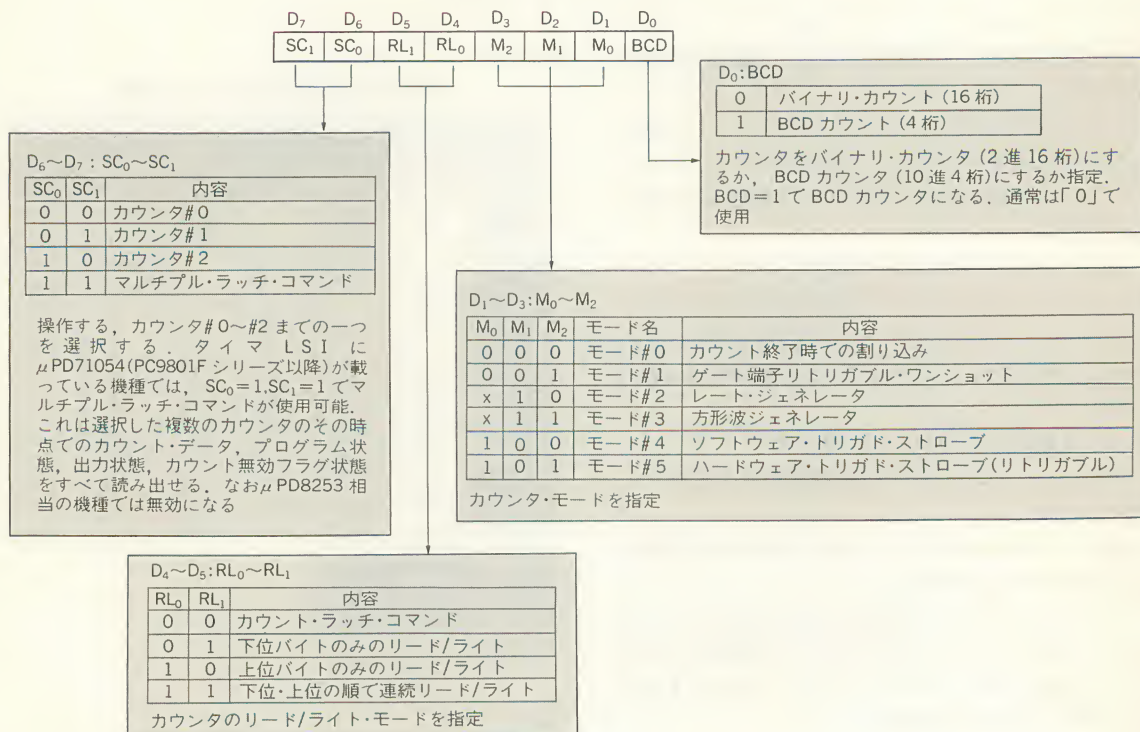 D₇ D₆ D₅ D₄ D₃ D₂ D₁ D₀
SC₁ SC₀ RL₁ RL₀ M₂ M₁ M₀ BCD
D₀:BCD
0 バイナリ・カウント (16桁)
1 BCD カウント (4桁)
カウンタをバイナリ・カウンタ (2進16桁)にす
るか, BCD カウンタ (10進4桁)にするか指定.
BCD=1でBCDカウンタになる. 通常は「0」で
使用
D₆~D₇ : SC₀~SC₁
SC₀ SC₁ 内容
0 0 カウンタ#0
0 1 カウンタ#1
1 0 カウンタ#2
1 1 マルチプル・ラッチ・コマンド
操作する, カウンタ#0~#2までの一つ
を選択する. タイマ LSI に
μPD71054(PC9801Fシリーズ以降)が載
っている機種では, SC₀=1.SC₁=1でマ
ルチプル・ラッチ・コマンドが使用可能.
これは選択した複数のカウンタのその時
点でのカウント・データ, プログラム状
態, 出力状態, カウント無効フラグ状態
をすべて読み出せる. なおμPD8253相
当の機種では無効になる
D₁~D₃:M₀~M₂
M₀ M₁ M₂ モード名 内容
0 0 0 モード#0 カウント終了時での割り込み
0 0 1 モード#1 ゲート端子リトリガブル・ワンショット
x 1 0 モード#2 レート・ジェネレータ
x 1 1 モード#3 方形波ジェネレータ
1 0 0 モード#4 ソフトウェア・トリガド・ストローブ
1 0 1 モード#5 ハードウェア・トリガド・ストローブ(リトリガブル)
カウンタ・モードを指定
D₄~D₅:RL₀~RL₁
RL₀ RL₁ 内容
0 0 カウント・ラッチ・コマンド
0 1 下位バイトのみのリード/ライト
1 0 上位バイトのみのリード/ライト
1 1 下位・上位の順で連続リード/ライト
カウンタのリード/ライト・モードを指定